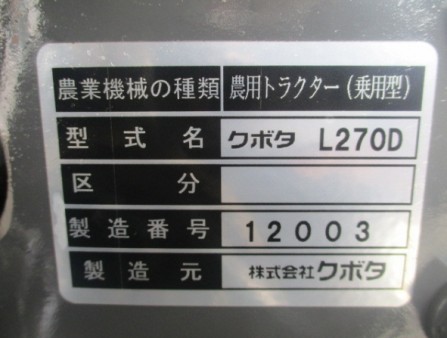 農業機械の種類 農用トラクター(乗用型)
型式名 クボタ L270D
区分
製造番号 12003
製造元 株式会社クボタ